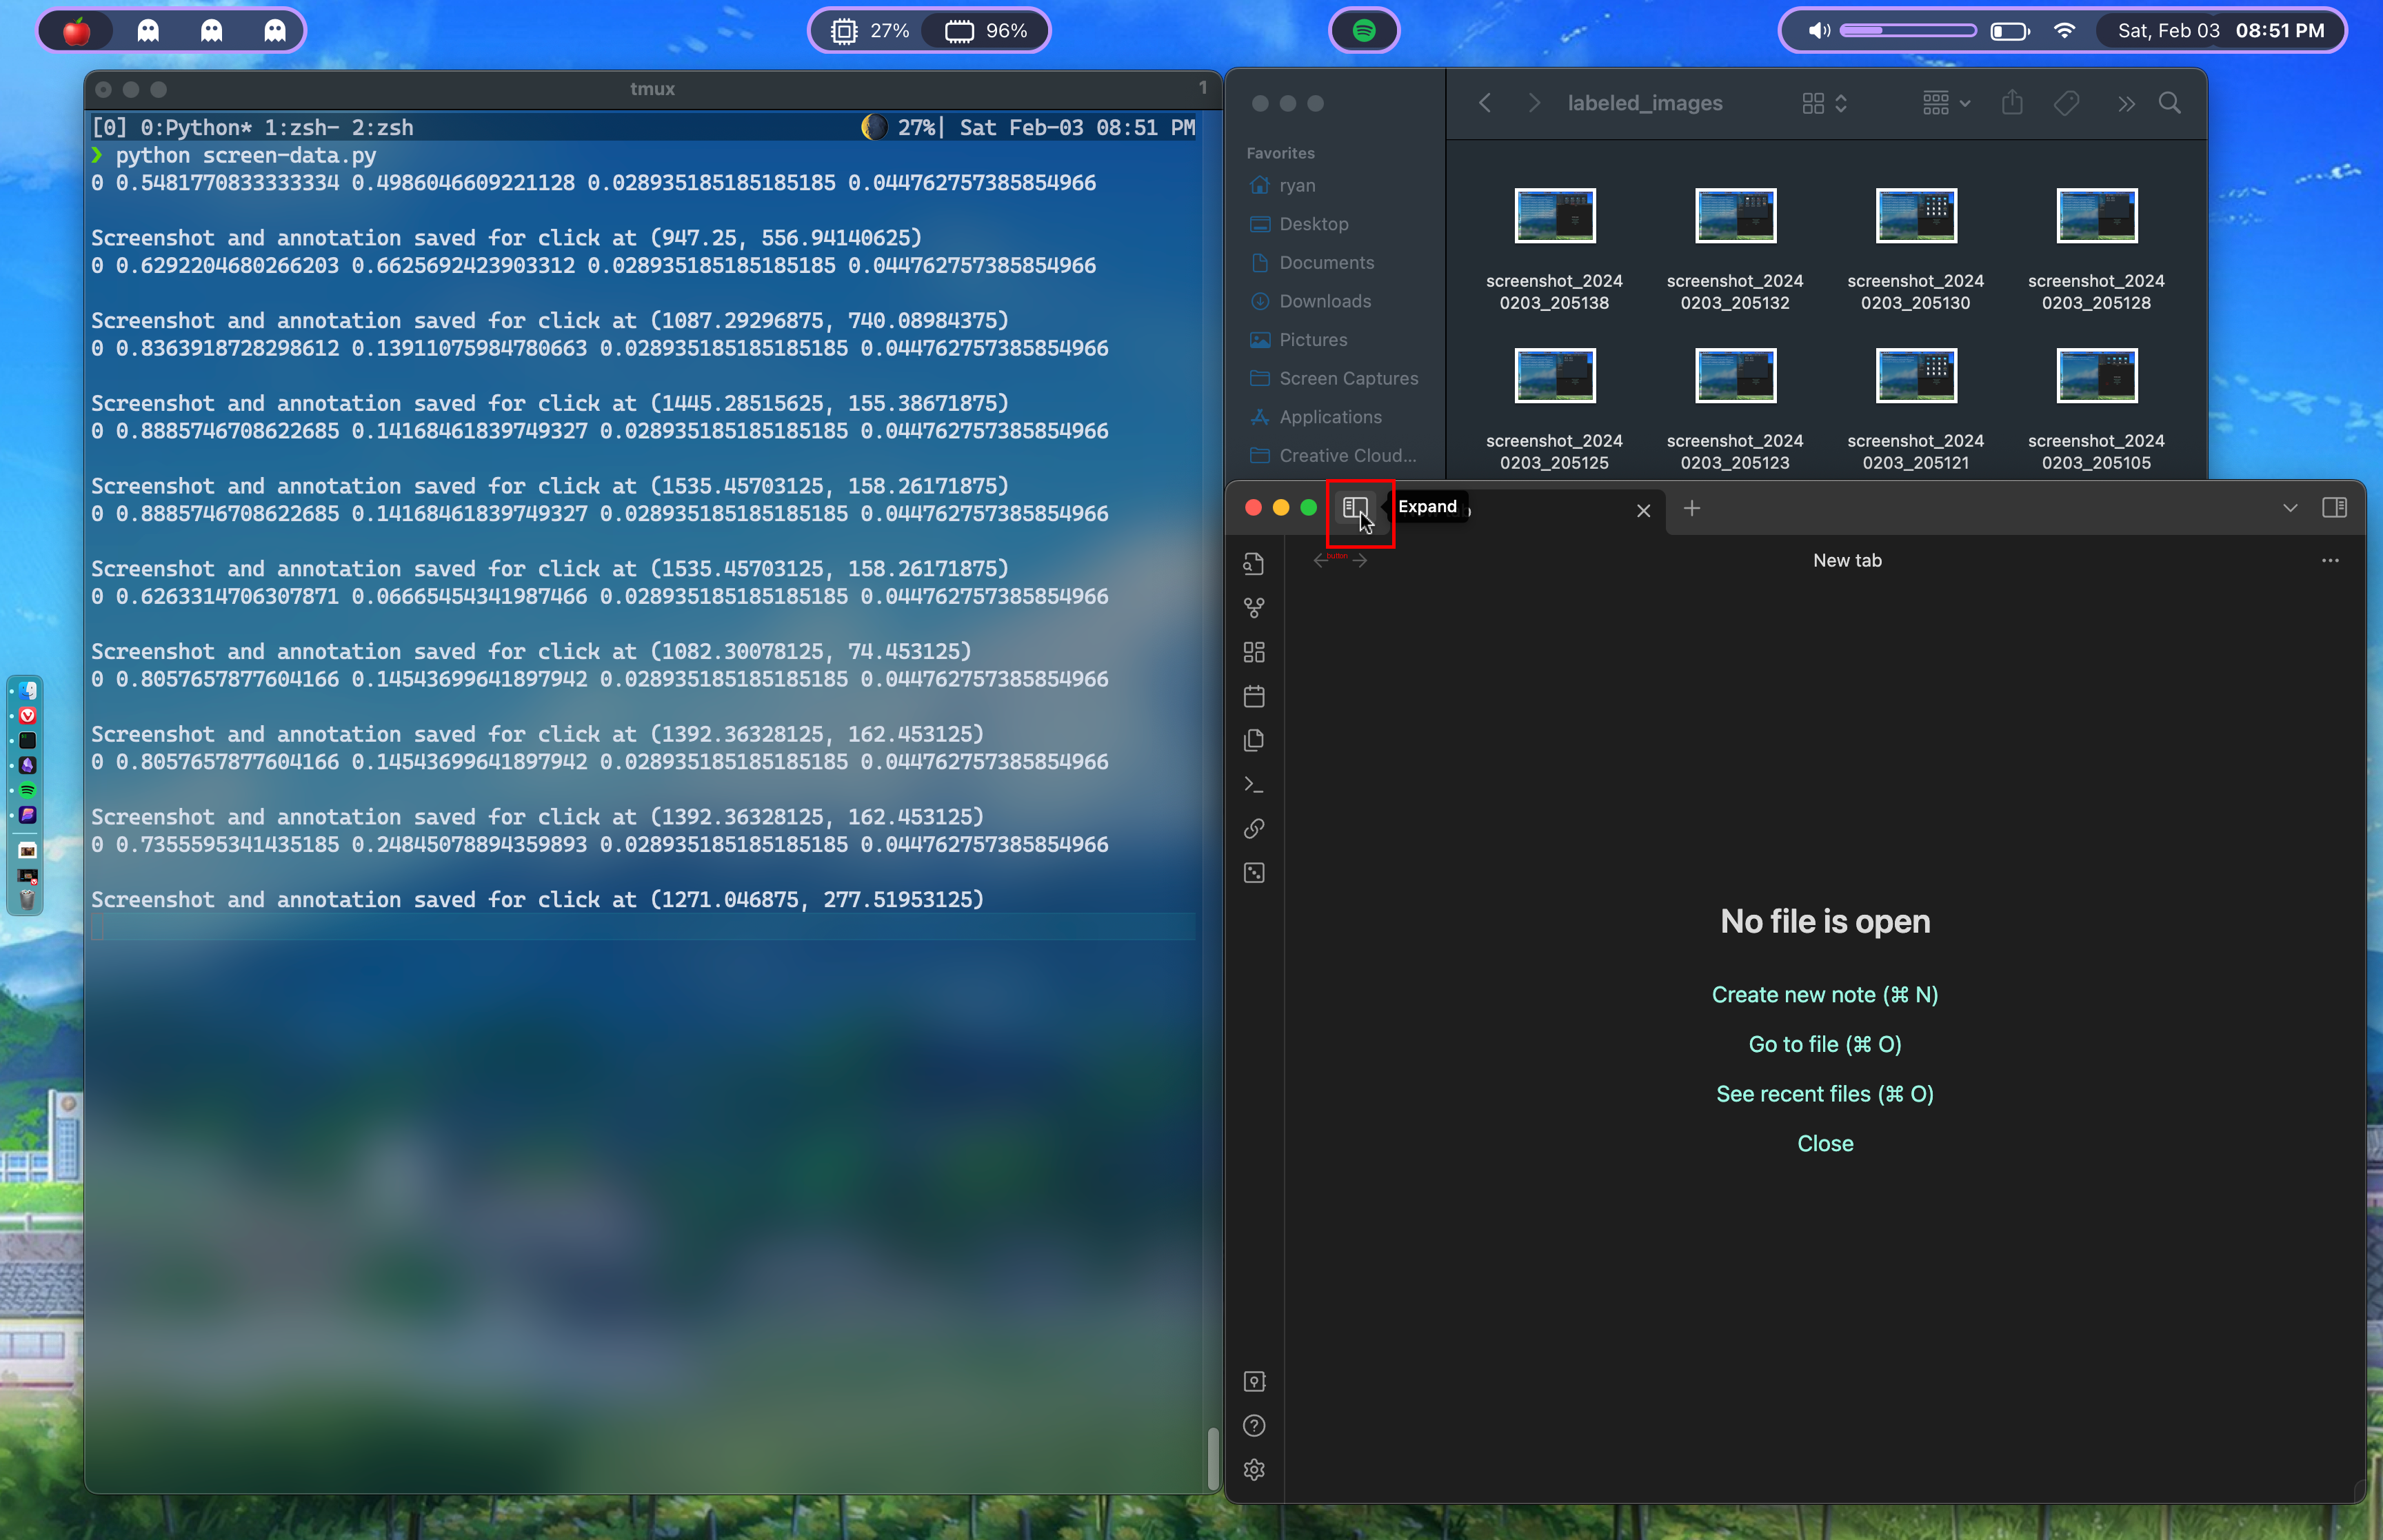 27%
96%
Sat, Feb 03 08:51 PM
tmux
1
[0] 0:Python* 1:zsh- 2:zsh
27%| Sat Feb-03 08:51 PM
❯ python screen-data.py
0 0.5481770833333334 0.4986046609221128 0.028935185185185185 0.044762757385854966
Screenshot and annotation saved for click at (947.25, 556.94140625)
0 0.6292204680266203 0.6625692423903312 0.028935185185185185 0.044762757385854966
Screenshot and annotation saved for click at (1087.29296875, 740.08984375)
0 0.8363918728298612 0.13911075984780663 0.028935185185185185 0.044762757385854966
Screenshot and annotation saved for click at (1445.28515625, 155.38671875)
0 0.8885746708622685 0.14168461839749327 0.028935185185185185 0.044762757385854966
Screenshot and annotation saved for click at (1535.45703125, 158.26171875)
0 0.8885746708622685 0.14168461839749327 0.028935185185185185 0.044762757385854966
Screenshot and annotation saved for click at (1535.45703125, 158.26171875)
0 0.6263314706307871 0.06665454341987466 0.028935185185185185 0.044762757385854966
Screenshot and annotation saved for click at (1082.30078125, 74.453125)
0 0.8057657877604166 0.14543699641897942 0.028935185185185185 0.044762757385854966
Screenshot and annotation saved for click at (1392.36328125, 162.453125)
0 0.8057657877604166 0.14543699641897942 0.028935185185185185 0.044762757385854966
Screenshot and annotation saved for click at (1392.36328125, 162.453125)
0 0.7355595341435185 0.24845078894359893 0.028935185185185185 0.044762757385854966
Screenshot and annotation saved for click at (1271.046875, 277.51953125)
labeled_images
Favorites
ryan
Desktop
Documents
Downloads
Pictures
Screen Captures
Applications
Creative Cloud...
screenshot_2024
0203_205138
screenshot_2024
0203_205132
screenshot_2024
0203_205130
screenshot_2024
0203_205128
screenshot_2024
0203_205125
screenshot_2024
0203_205123
screenshot_2024
0203_205121
screenshot_2024
0203_205105
Expand
button
New tab
No file is open
Create new note (⌘ N)
Go to file (⌘ O)
See recent files (⌘ O)
Close